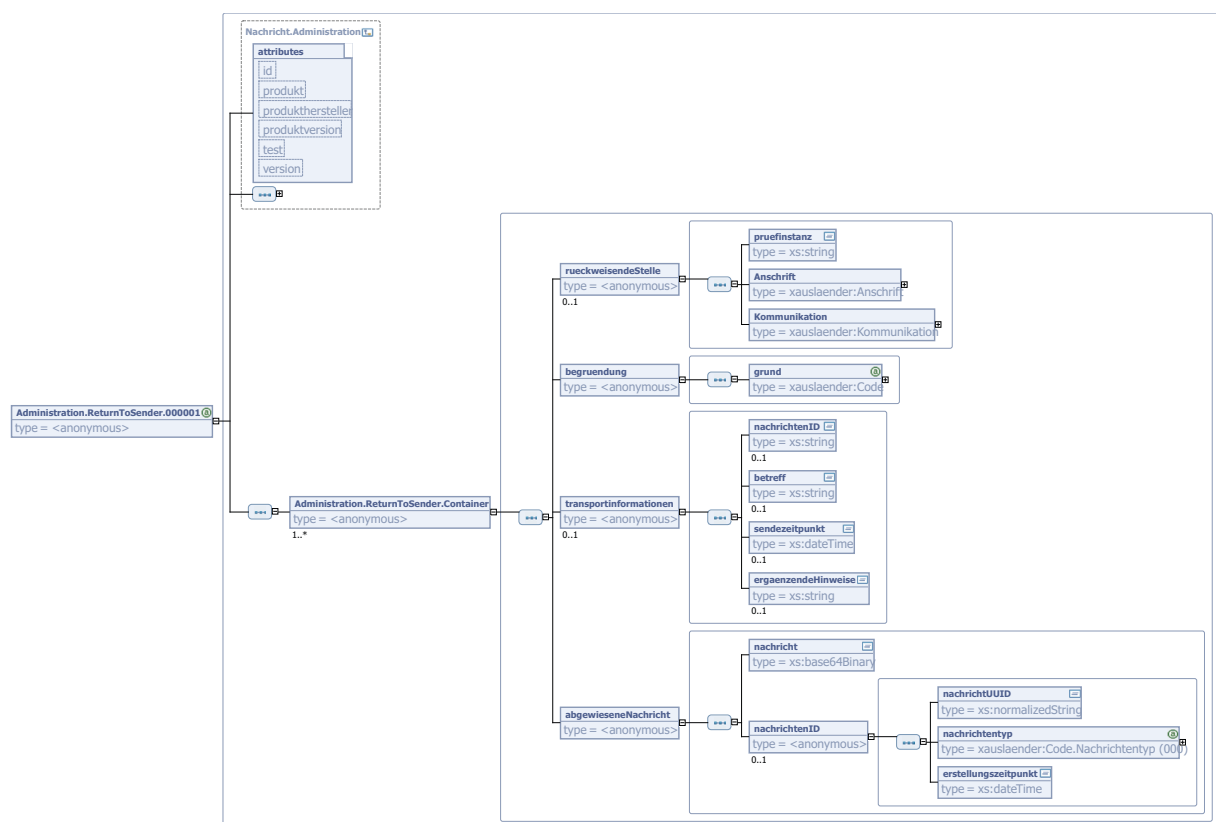 Nachricht.Administration
attributes
id
produkt
produkthersteller
produktversion
test
version
Administration.ReturnToSender.000001
type = <anonymous>
Administration.ReturnToSender.Container
type = <anonymous>
1..*
rueckweisendeStelle
type = <anonymous>
0..1
pruefinstanz
type = xs:string
Anschrift
type = xauslaender:Anschrift
Kommunikation
type = xauslaender:Kommunikation
begruendung
type = <anonymous>
grund
type = xauslaender:Code
transportinformationen
type = <anonymous>
0..1
nachrichtenID
type = xs:string
0..1
betreff
type = xs:string
0..1
sendezeitpunkt
type = xs:dateTime
0..1
ergaenzendeHinweise
type = xs:string
0..1
abgewieseneNachricht
type = <anonymous>
nachricht
type = xs:base64Binary
nachrichtenID
type = <anonymous>
0..1
nachrichtUUID
type = xs:normalizedString
nachrichtentyp
type = xauslaender:Code.Nachrichtentyp (000)
erstellungszeitpunkt
type = xs:dateTime